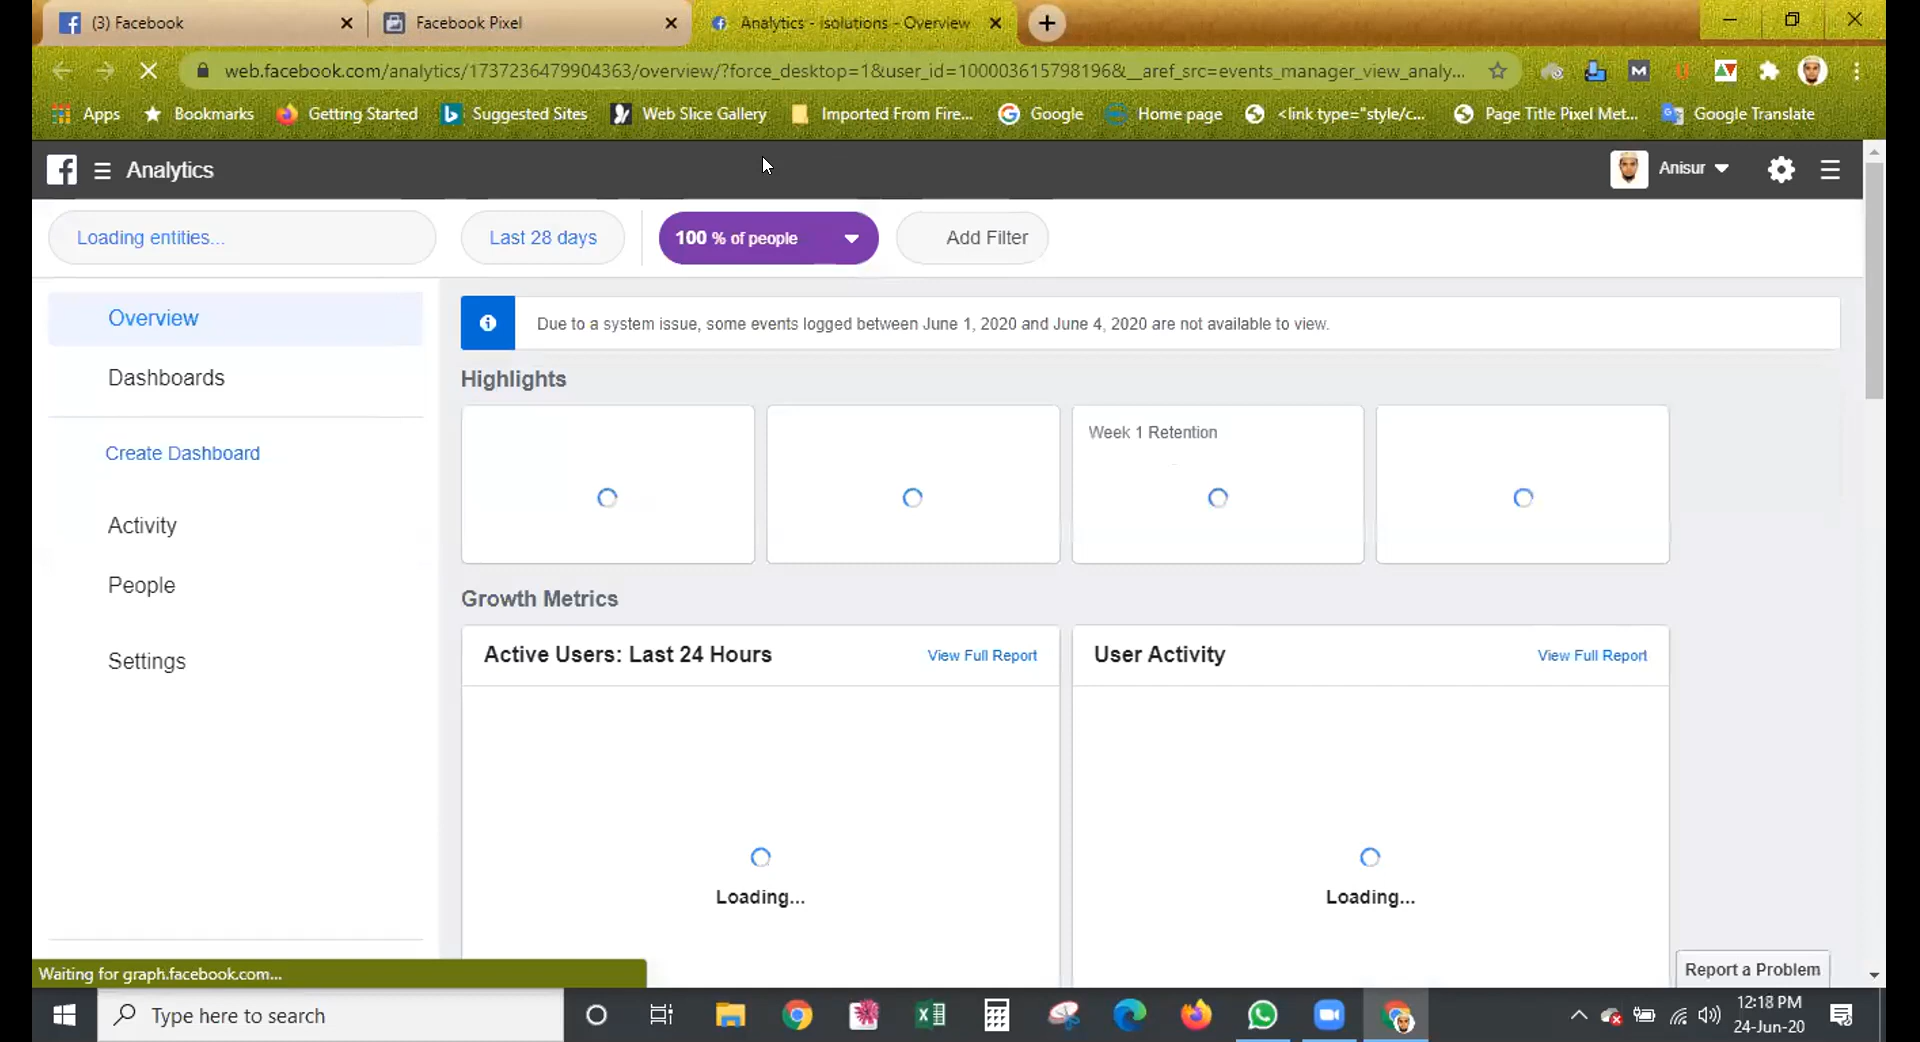 (3) Facebook
Facebook Pixel
Analytics - isolutions - Overview
web.facebook.com/analytics/1737236479904363/overview/?force_desktop=1&user_id=100003615798196&__aref_src=events_manager_view_analy...
Apps
Bookmarks
Getting Started
Suggested Sites
Web Slice Gallery
Imported From Fire...
Google
Home page
<link type="style/c...
Page Title Pixel Met...
Google Translate
Analytics
Anisur
Loading entities...
Last 28 days
100 % of people
Add Filter
Overview
Dashboards
Create Dashboard
Activity
People
Settings
Due to a system issue, some events logged between June 1, 2020 and June 4, 2020 are not available to view.
Highlights
Week 1 Retention
Growth Metrics
Active Users: Last 24 Hours
View Full Report
User Activity
View Full Report
Loading...
Loading...
Report a Problem
Waiting for graph.facebook.com...
Type here to search
12:18 PM
24-Jun-20